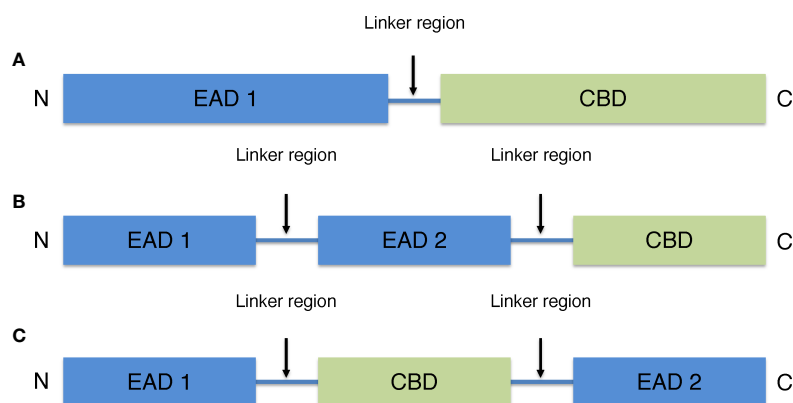 Linker region
A
N EAD 1 CBD C
Linker region Linker region
B
N EAD 1 EAD 2 CBD C
Linker region Linker region
C
N EAD 1 CBD EAD 2 C